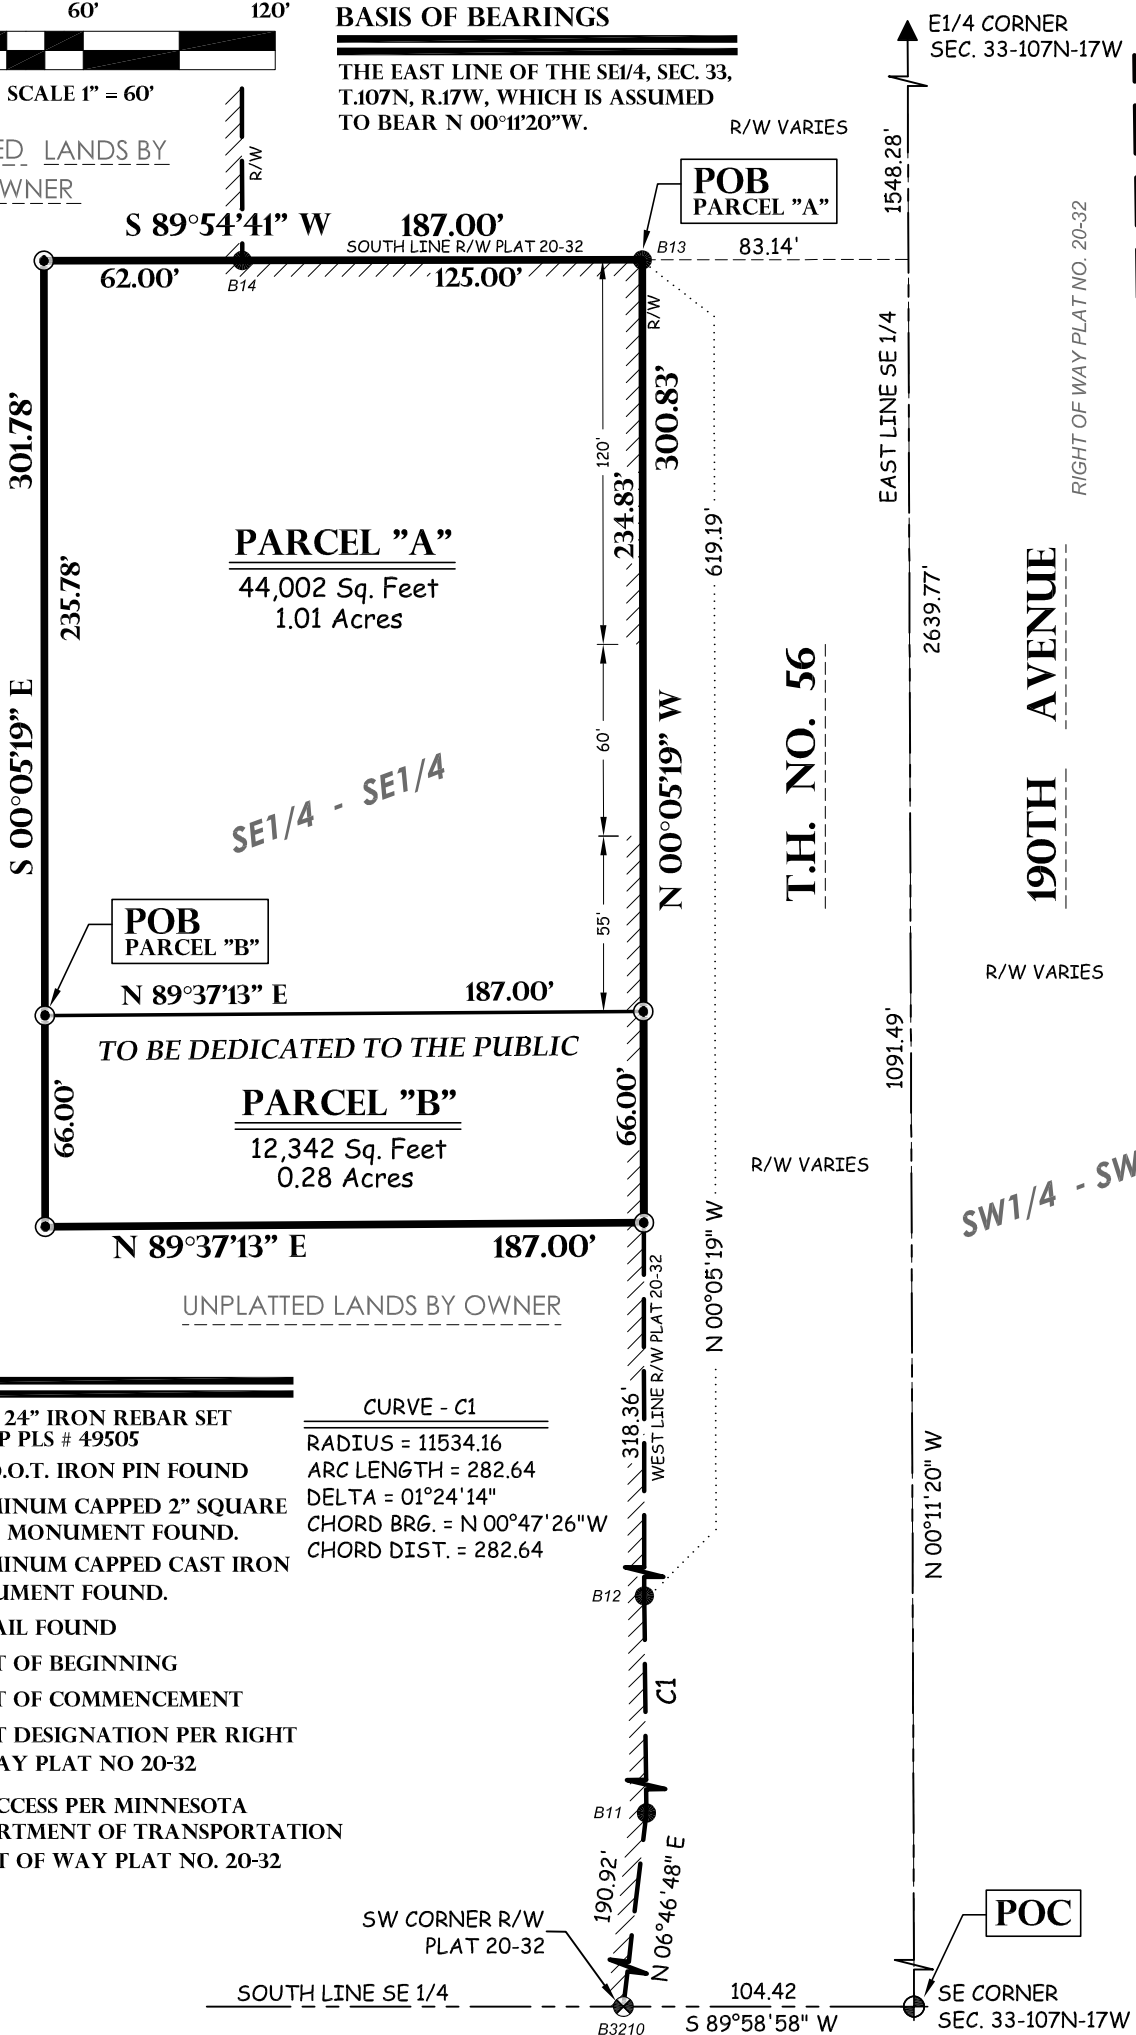 60’
120’
SCALE 1” = 60’
BASIS OF BEARINGS
THE EAST LINE OF THE SE1/4, SEC. 33,
T.107N, R.17W, WHICH IS ASSUMED
TO BEAR N 00°11’20”W.
E1/4 CORNER
SEC. 33-107N-17W
LANDS BY
R/W
R/W VARIES
1548.28'
POB
PARCEL ”A”
S 89°54’41” W
187.00’
SOUTH LINE R/W PLAT 20-32
B13
83.14'
62.00’
B14
125.00’
R/W
RIGHT OF WAY PLAT NO. 20-32
EAST LINE SE 1/4
301.78’
300.83’
120'
234.83’
619.19'
PARCEL ”A”
44,002 Sq. Feet
1.01 Acres
235.78’
2639.77'
190TH AVENUE
T.H. NO. 56
S 00°05’19” E
N 00°05’19” W
60'
SE1/4 - SE1/4
55'
POB
PARCEL ”B”
R/W VARIES
N 89°37’13” E
187.00’
TO BE DEDICATED TO THE PUBLIC
1091.49'
66.00’
66.00’
PARCEL ”B”
12,342 Sq. Feet
0.28 Acres
R/W VARIES
SW1/4 - SW
N 89°37’13” E
187.00’
N 00°05'19" W
UNPLATTED LANDS BY OWNER
WEST LINE R/W PLAT 20-32
318.36'
24” IRON REBAR SET
PLS # 49505
IRON PIN FOUND
CAPPED 2” SQUARE
MONUMENT FOUND.
CAPPED CAST IRON
FOUND.
FOUND
OF BEGINNING
OF COMMENCEMENT
DESIGNATION PER RIGHT
PLAT NO 20-32
PER MINNESOTA
OF TRANSPORTATION
OF WAY PLAT NO. 20-32
CURVE - C1
RADIUS = 11534.16
ARC LENGTH = 282.64
DELTA = 01°24'14"
CHORD BRG. = N 00°47'26"W
CHORD DIST. = 282.64
N 00°11'20" W
B12
C1
B11
190.92'
N 06°46'48" E
SW CORNER R/W
PLAT 20-32
POC
SOUTH LINE SE 1/4
104.42
SE CORNER
B3210
S 89°58'58" W
SEC. 33-107N-17W